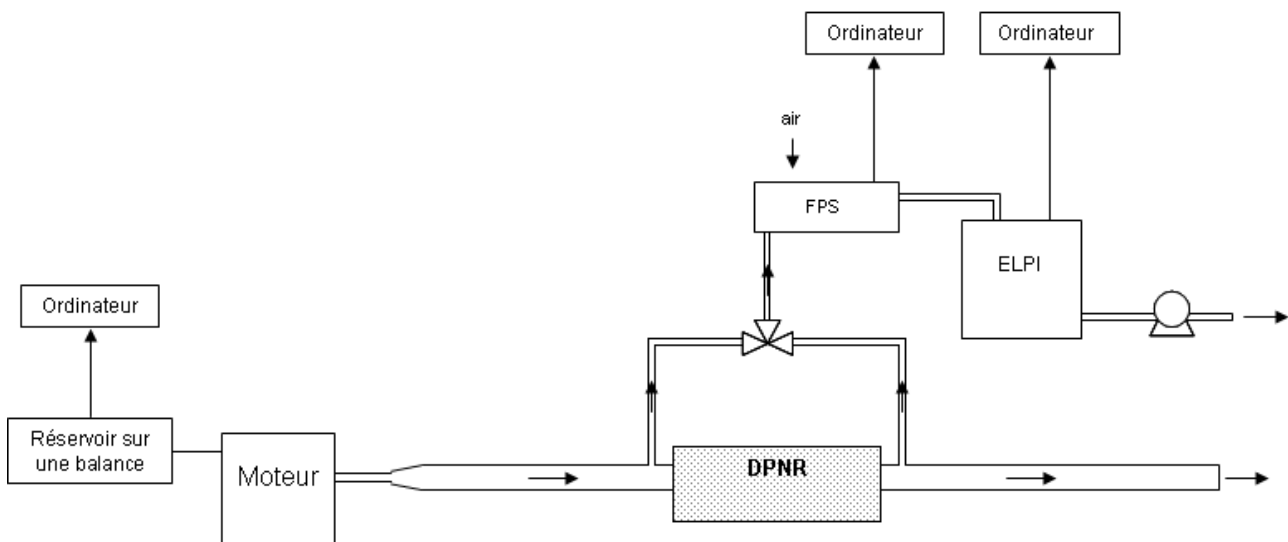 Ordinateur
Ordinateur
air
FPS
ELPI
Ordinateur
Réservoir sur
une balance
Moteur
DPNR